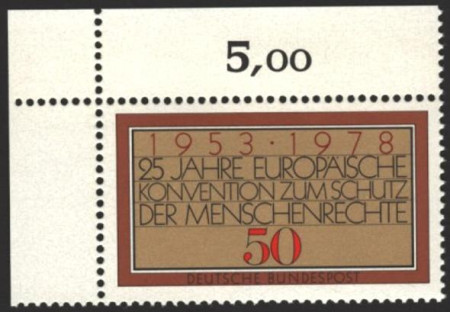 5,00
1953·1978
25 JAHRE EUROPÄISCHE
KONVENTION ZUM SCHUTZ
DER MENSCHENRECHTE
50
DEUTSCHE BUNDESPOST